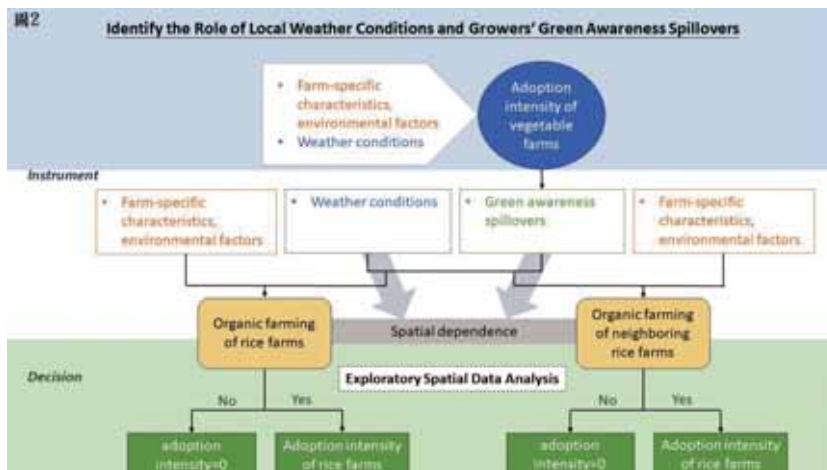 圖2
Identify the Role of Local Weather Conditions and Growers' Green Awareness Spillovers
• Farm-specific
characteristics,
environmental factors
• Weather conditions
Adoption
intensity of
vegetable
farms
Instrument
• Farm-specific
characteristics,
environmental factors
• Weather conditions
• Green awareness
spillovers
• Farm-specific
characteristics,
environmental factors
Organic farming
of rice farms
Spatial dependence
Organic farming
of neighboring
rice farms
Decision
Exploratory Spatial Data Analysis
No
Yes
No
Yes
adoption
intensity=0
Adoption intensity
of rice farms
adoption
intensity=0
Adoption intensity
of rice farms